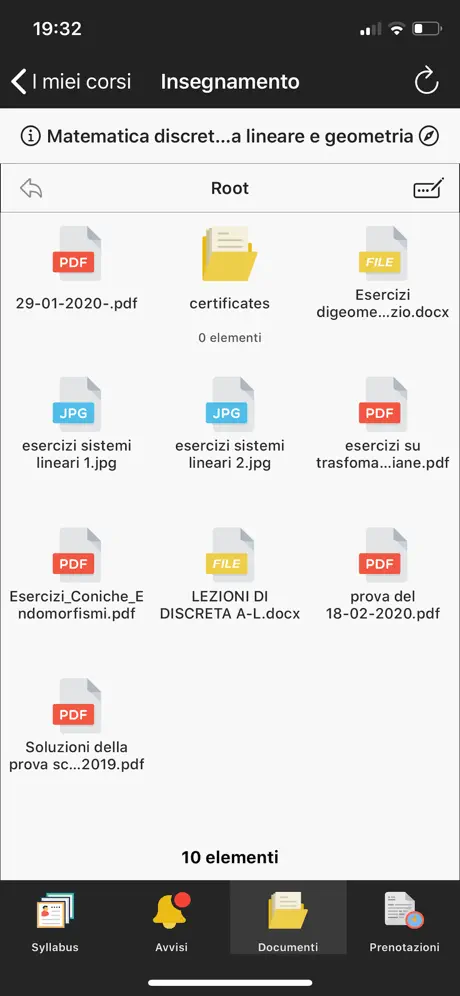 19:32
I miei corsi
Insegnamento
Matematica discret...a lineare e geometria
Root
PDF
29-01-2020-.pdf
certificates
0 elementi
FILE
Esercizi
digeome...zio.docx
JPG
esercizi sistemi
lineari 1.jpg
JPG
esercizi sistemi
lineari 2.jpg
PDF
esercizi su
trasfoma...iane.pdf
PDF
Esercizi_Coniche_E
ndomorfismi.pdf
FILE
LEZIONI DI
DISCRETA A-L.docx
PDF
prova del
18-02-2020.pdf
PDF
Soluzioni della
prova sc...2019.pdf
10 elementi
Syllabus
Avvisi
Documenti
Prenotazioni